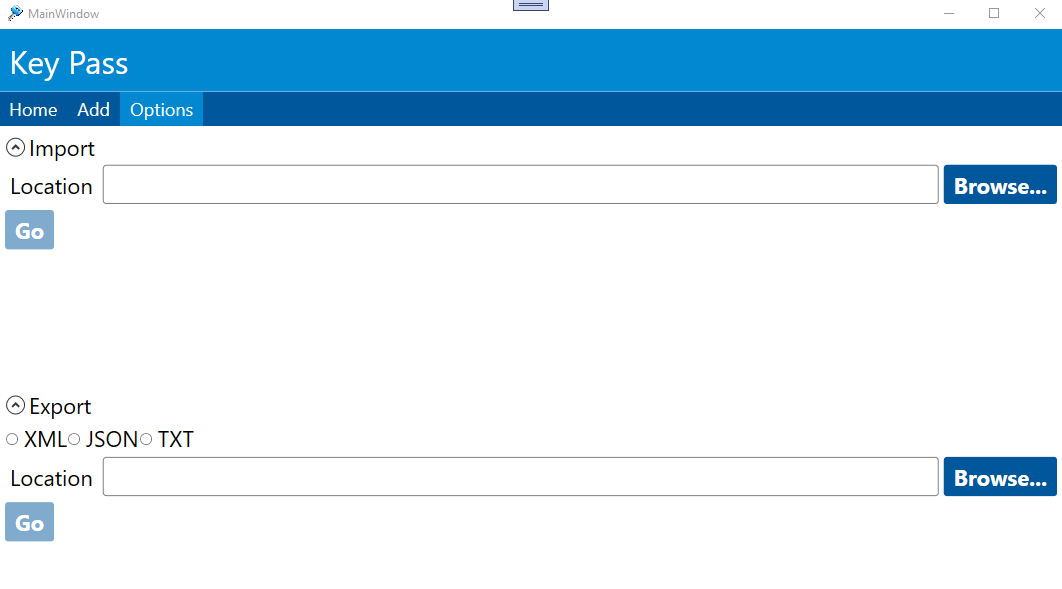 MainWindow
Key Pass
Home Add Options
Import
Location Browse...
Go
Export
XML JSON TXT
Location Browse...
Go